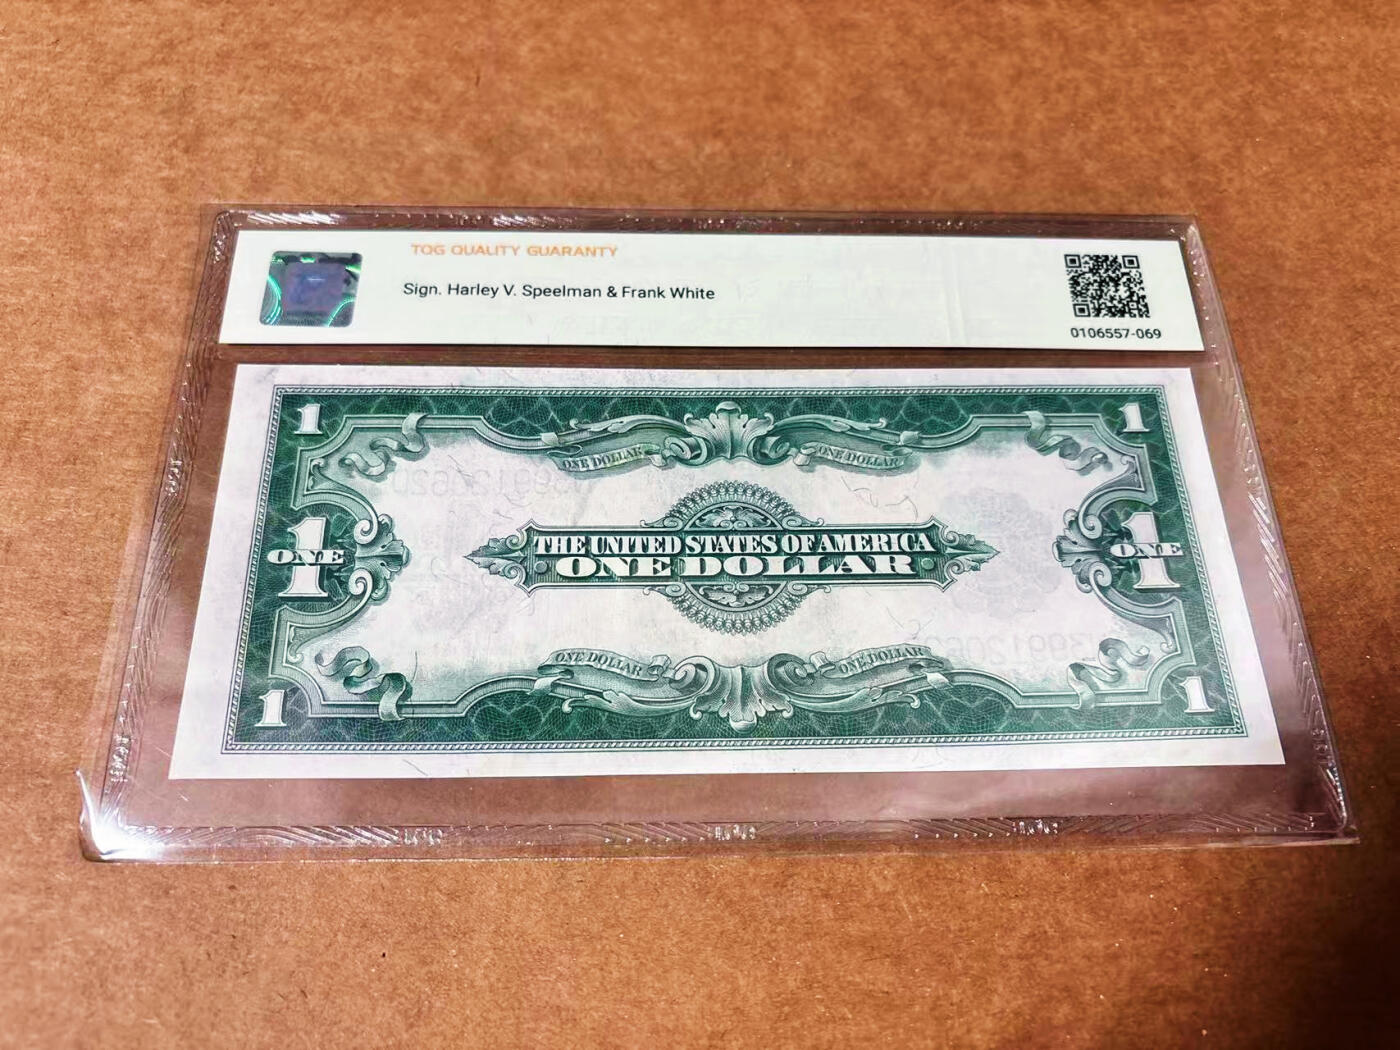 TQG QUALITY GUARANTY
Sign. Harley V. Speelman & Frank White
0106557-069
1
1
ONE DOLLAR
ONE DOLLAR
THE UNITED STATES OF AMERICA
ONE DOLLAR
1 ONE
1 ONE
ONE DOLLAR
ONE DOLLAR
1
1